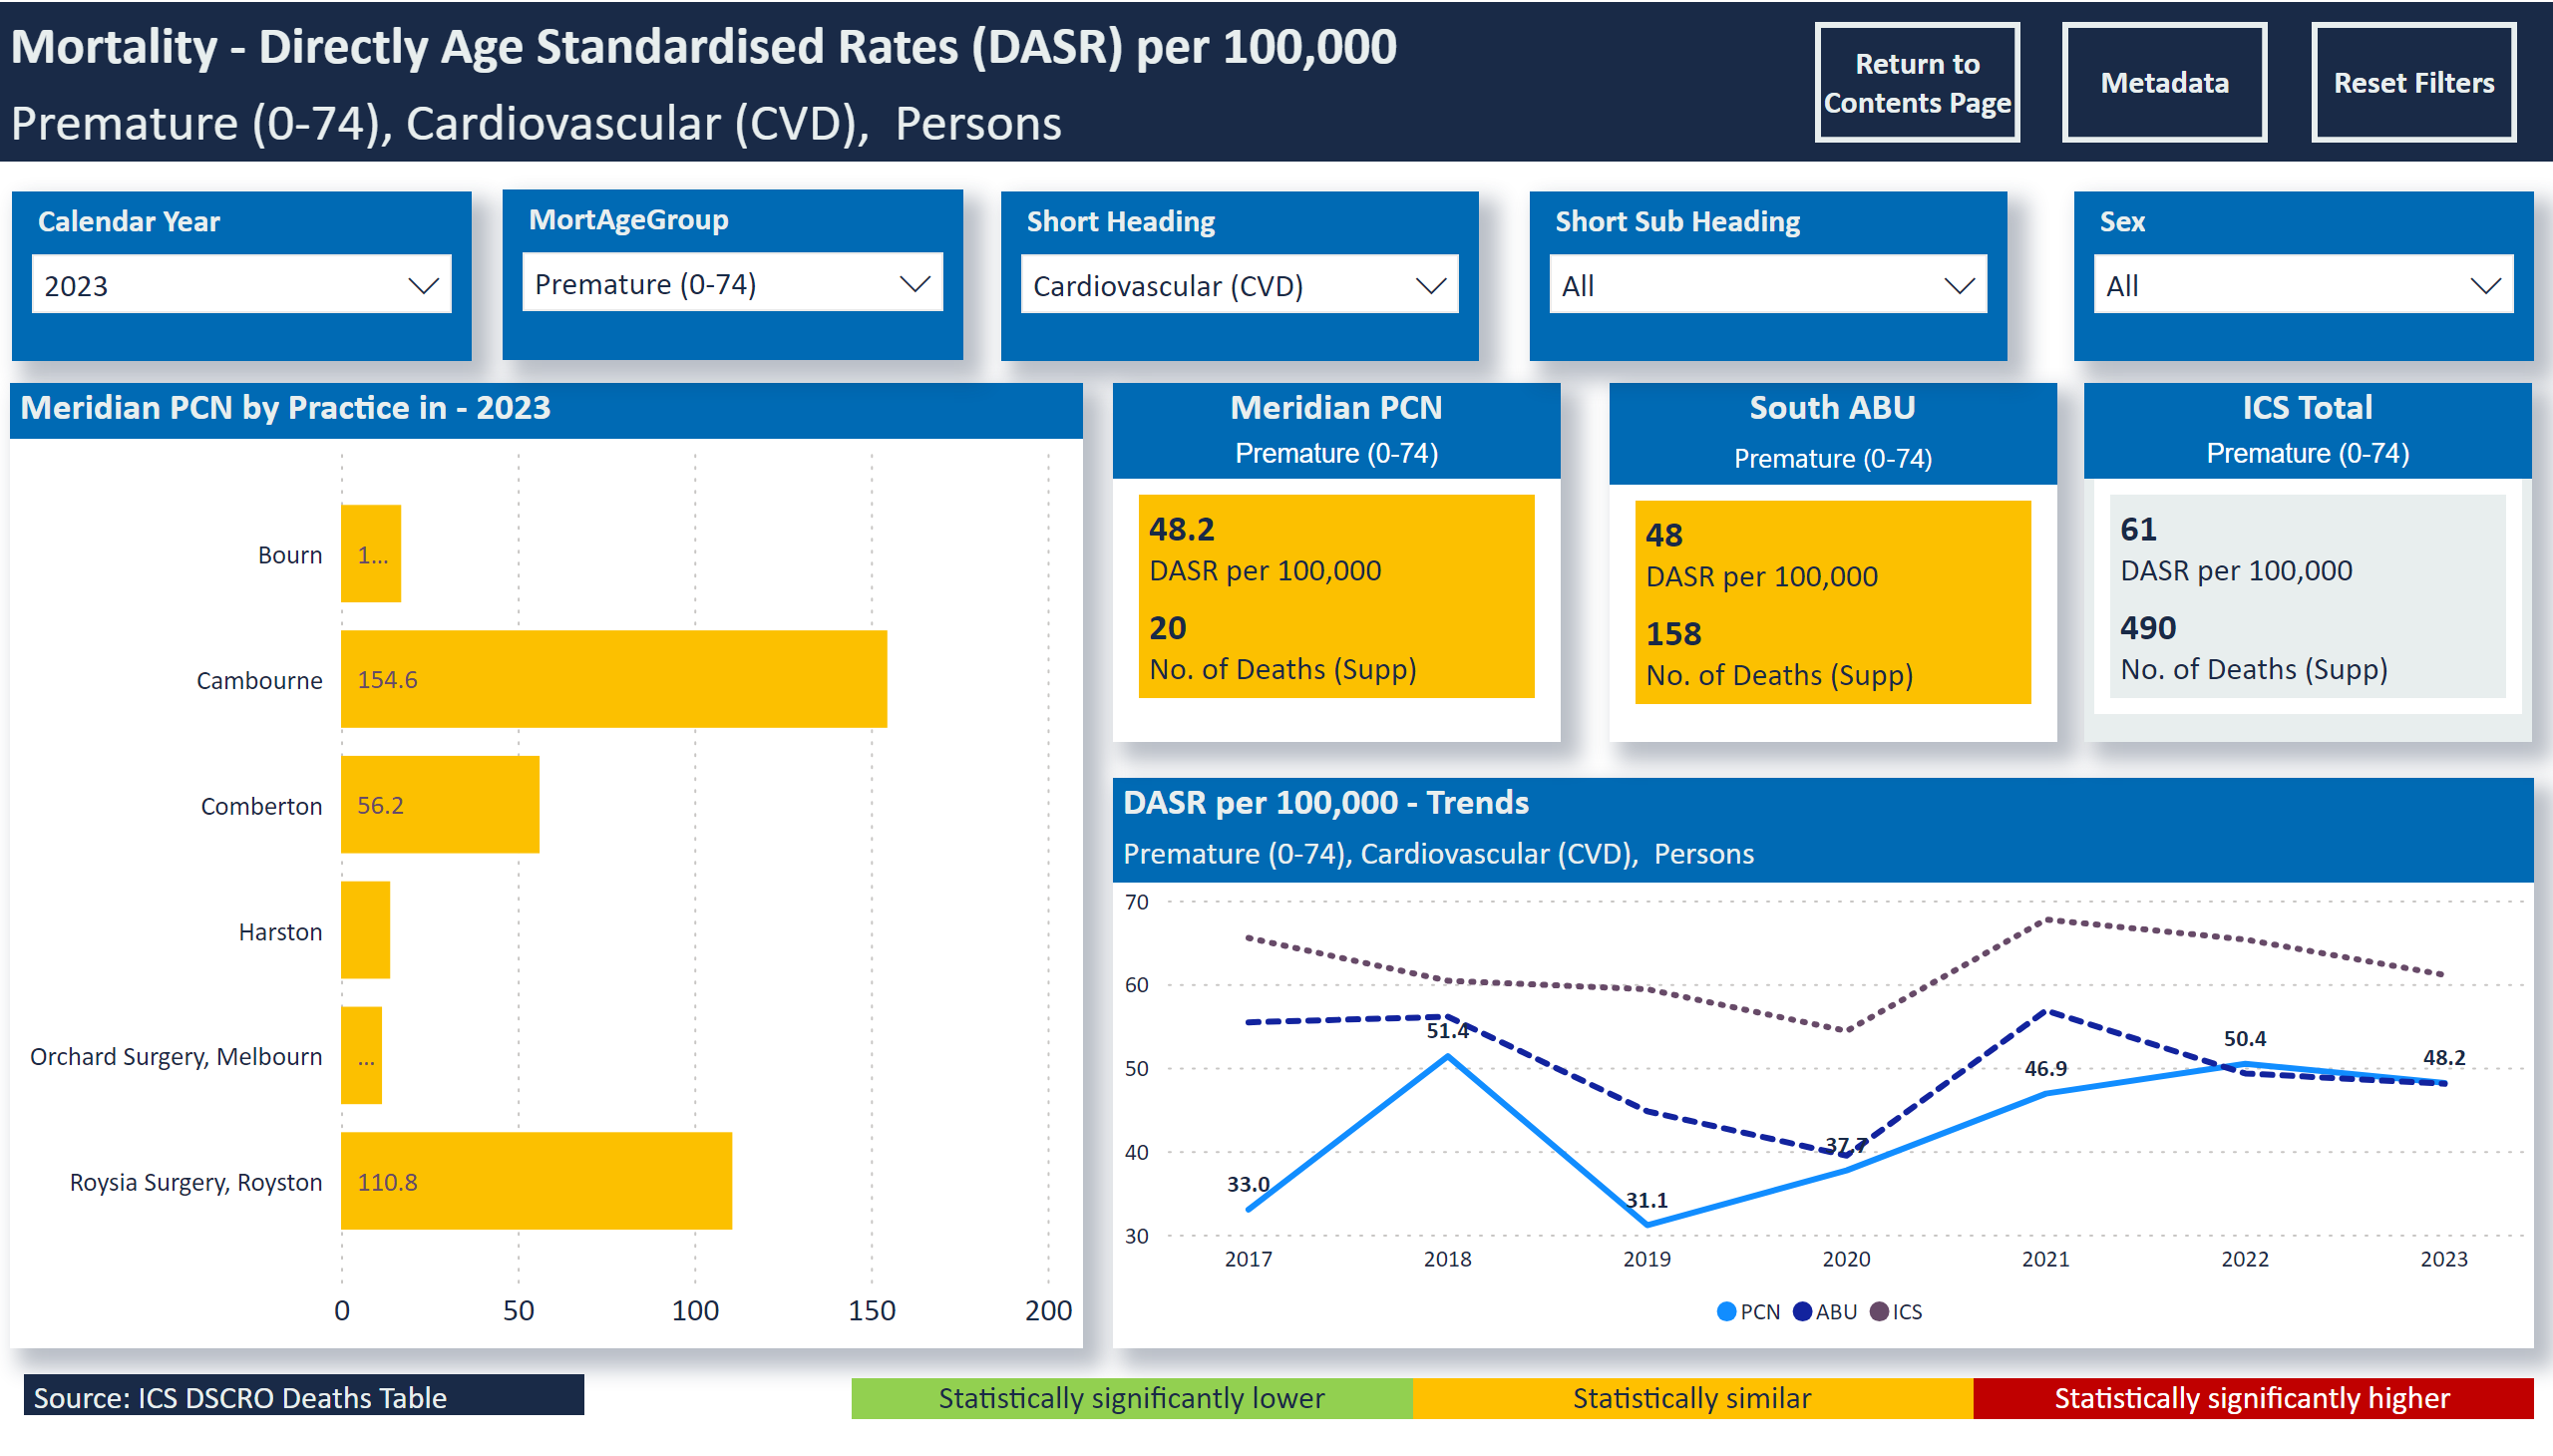 Mortality - Directly Age Standardised Rates (DASR) per 100,000
Premature (0-74), Cardiovascular (CVD), Persons
Return to
Contents Page
Metadata
Reset Filters
Calendar Year
2023
MortAgeGroup
Premature (0-74)
Short Heading
Cardiovascular (CVD)
Short Sub Heading
All
Sex
All
Meridian PCN by Practice in - 2023
Bourn
1...
Cambourne
154.6
Comberton
56.2
Harston
Orchard Surgery, Melbourn
...
Roysia Surgery, Royston
110.8
0 50 100 150 200
Meridian PCN
Premature (0-74)
48.2
DASR per 100,000
20
No. of Deaths (Supp)
South ABU
Premature (0-74)
48
DASR per 100,000
158
No. of Deaths (Supp)
ICS Total
Premature (0-74)
61
DASR per 100,000
490
No. of Deaths (Supp)
DASR per 100,000 - Trends
Premature (0-74), Cardiovascular (CVD), Persons
70
60
50
40
30
33.0
51.4
31.1
37.7
46.9
50.4
48.2
2017 2018 2019 2020 2021 2022 2023
PCN ABU ICS
Source: ICS DSCRO Deaths Table
Statistically significantly lower
Statistically similar
Statistically significantly higher